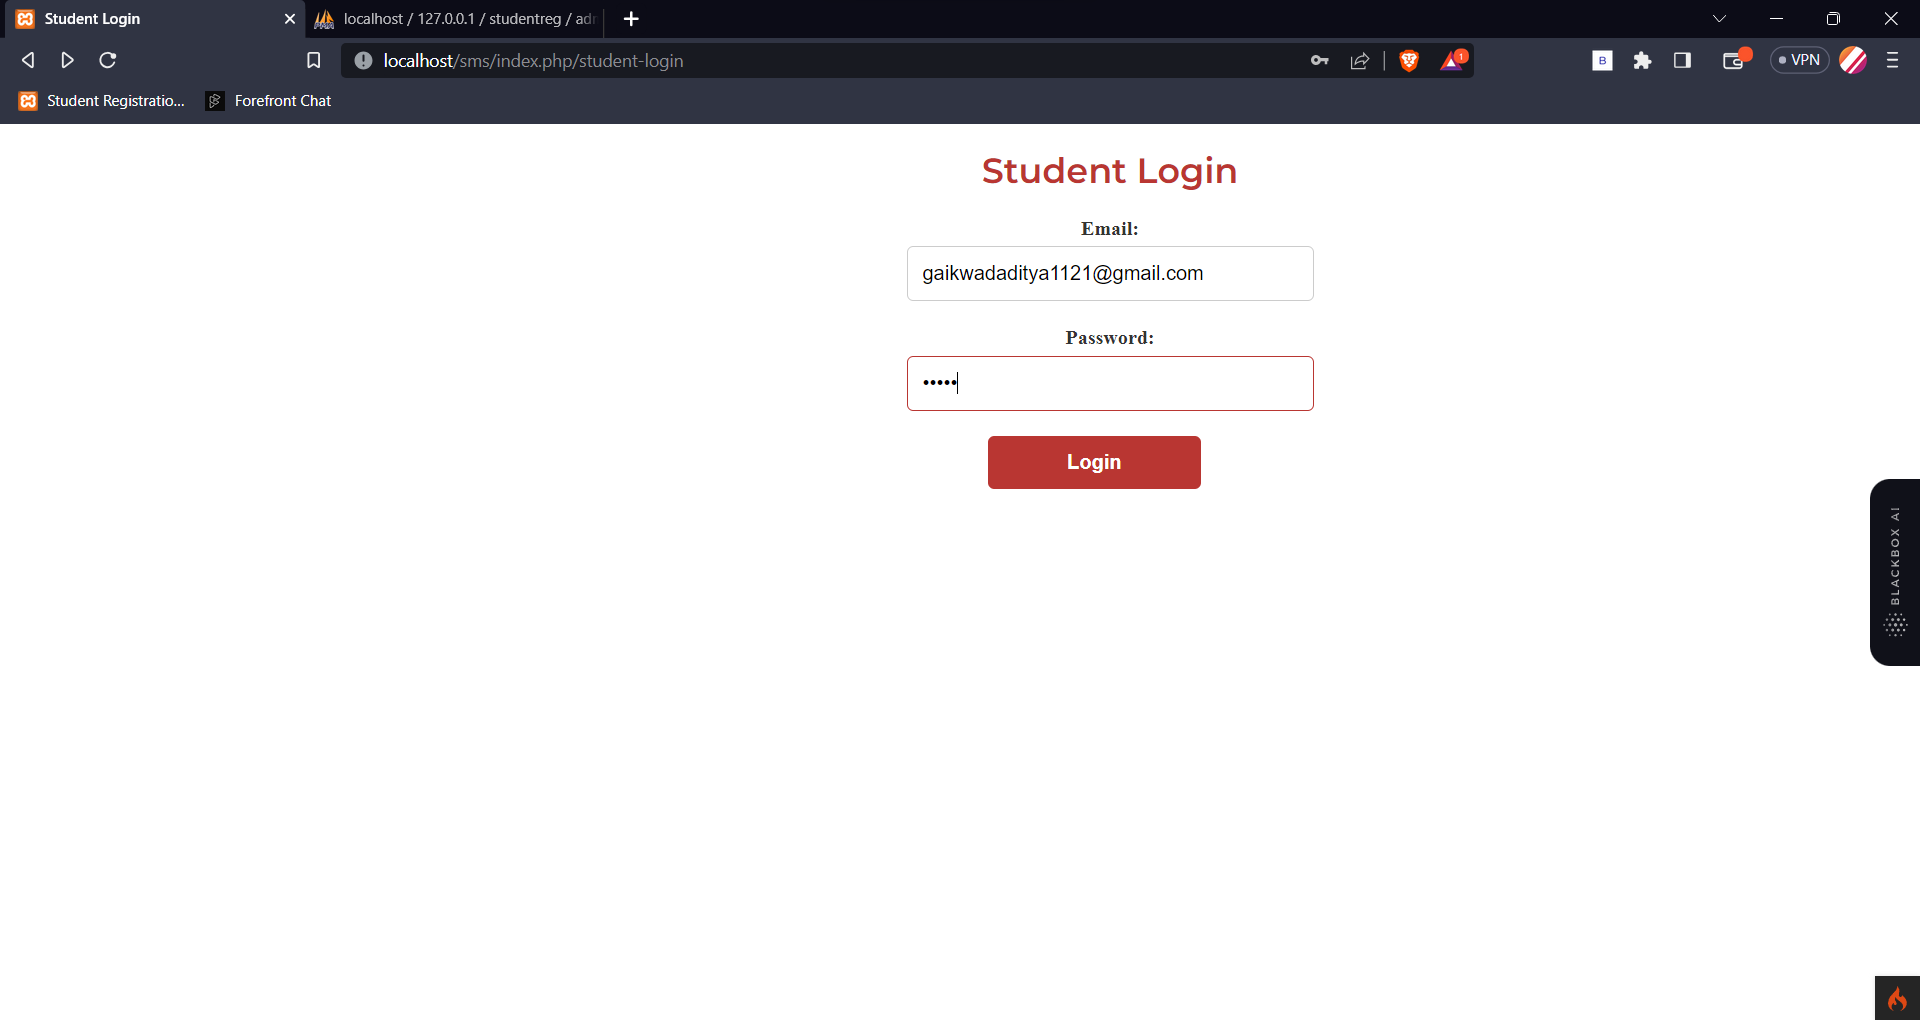 Student Login
localhost / 127.0.0.1 / studentreg / adr
localhost/sms/index.php/student-login
1
B
VPN
Student Registratio...
Forefront Chat
Student Login
Email:
gaikwadaditya1121@gmail.com
Password:
•••••
Login
BLACKBOX AI